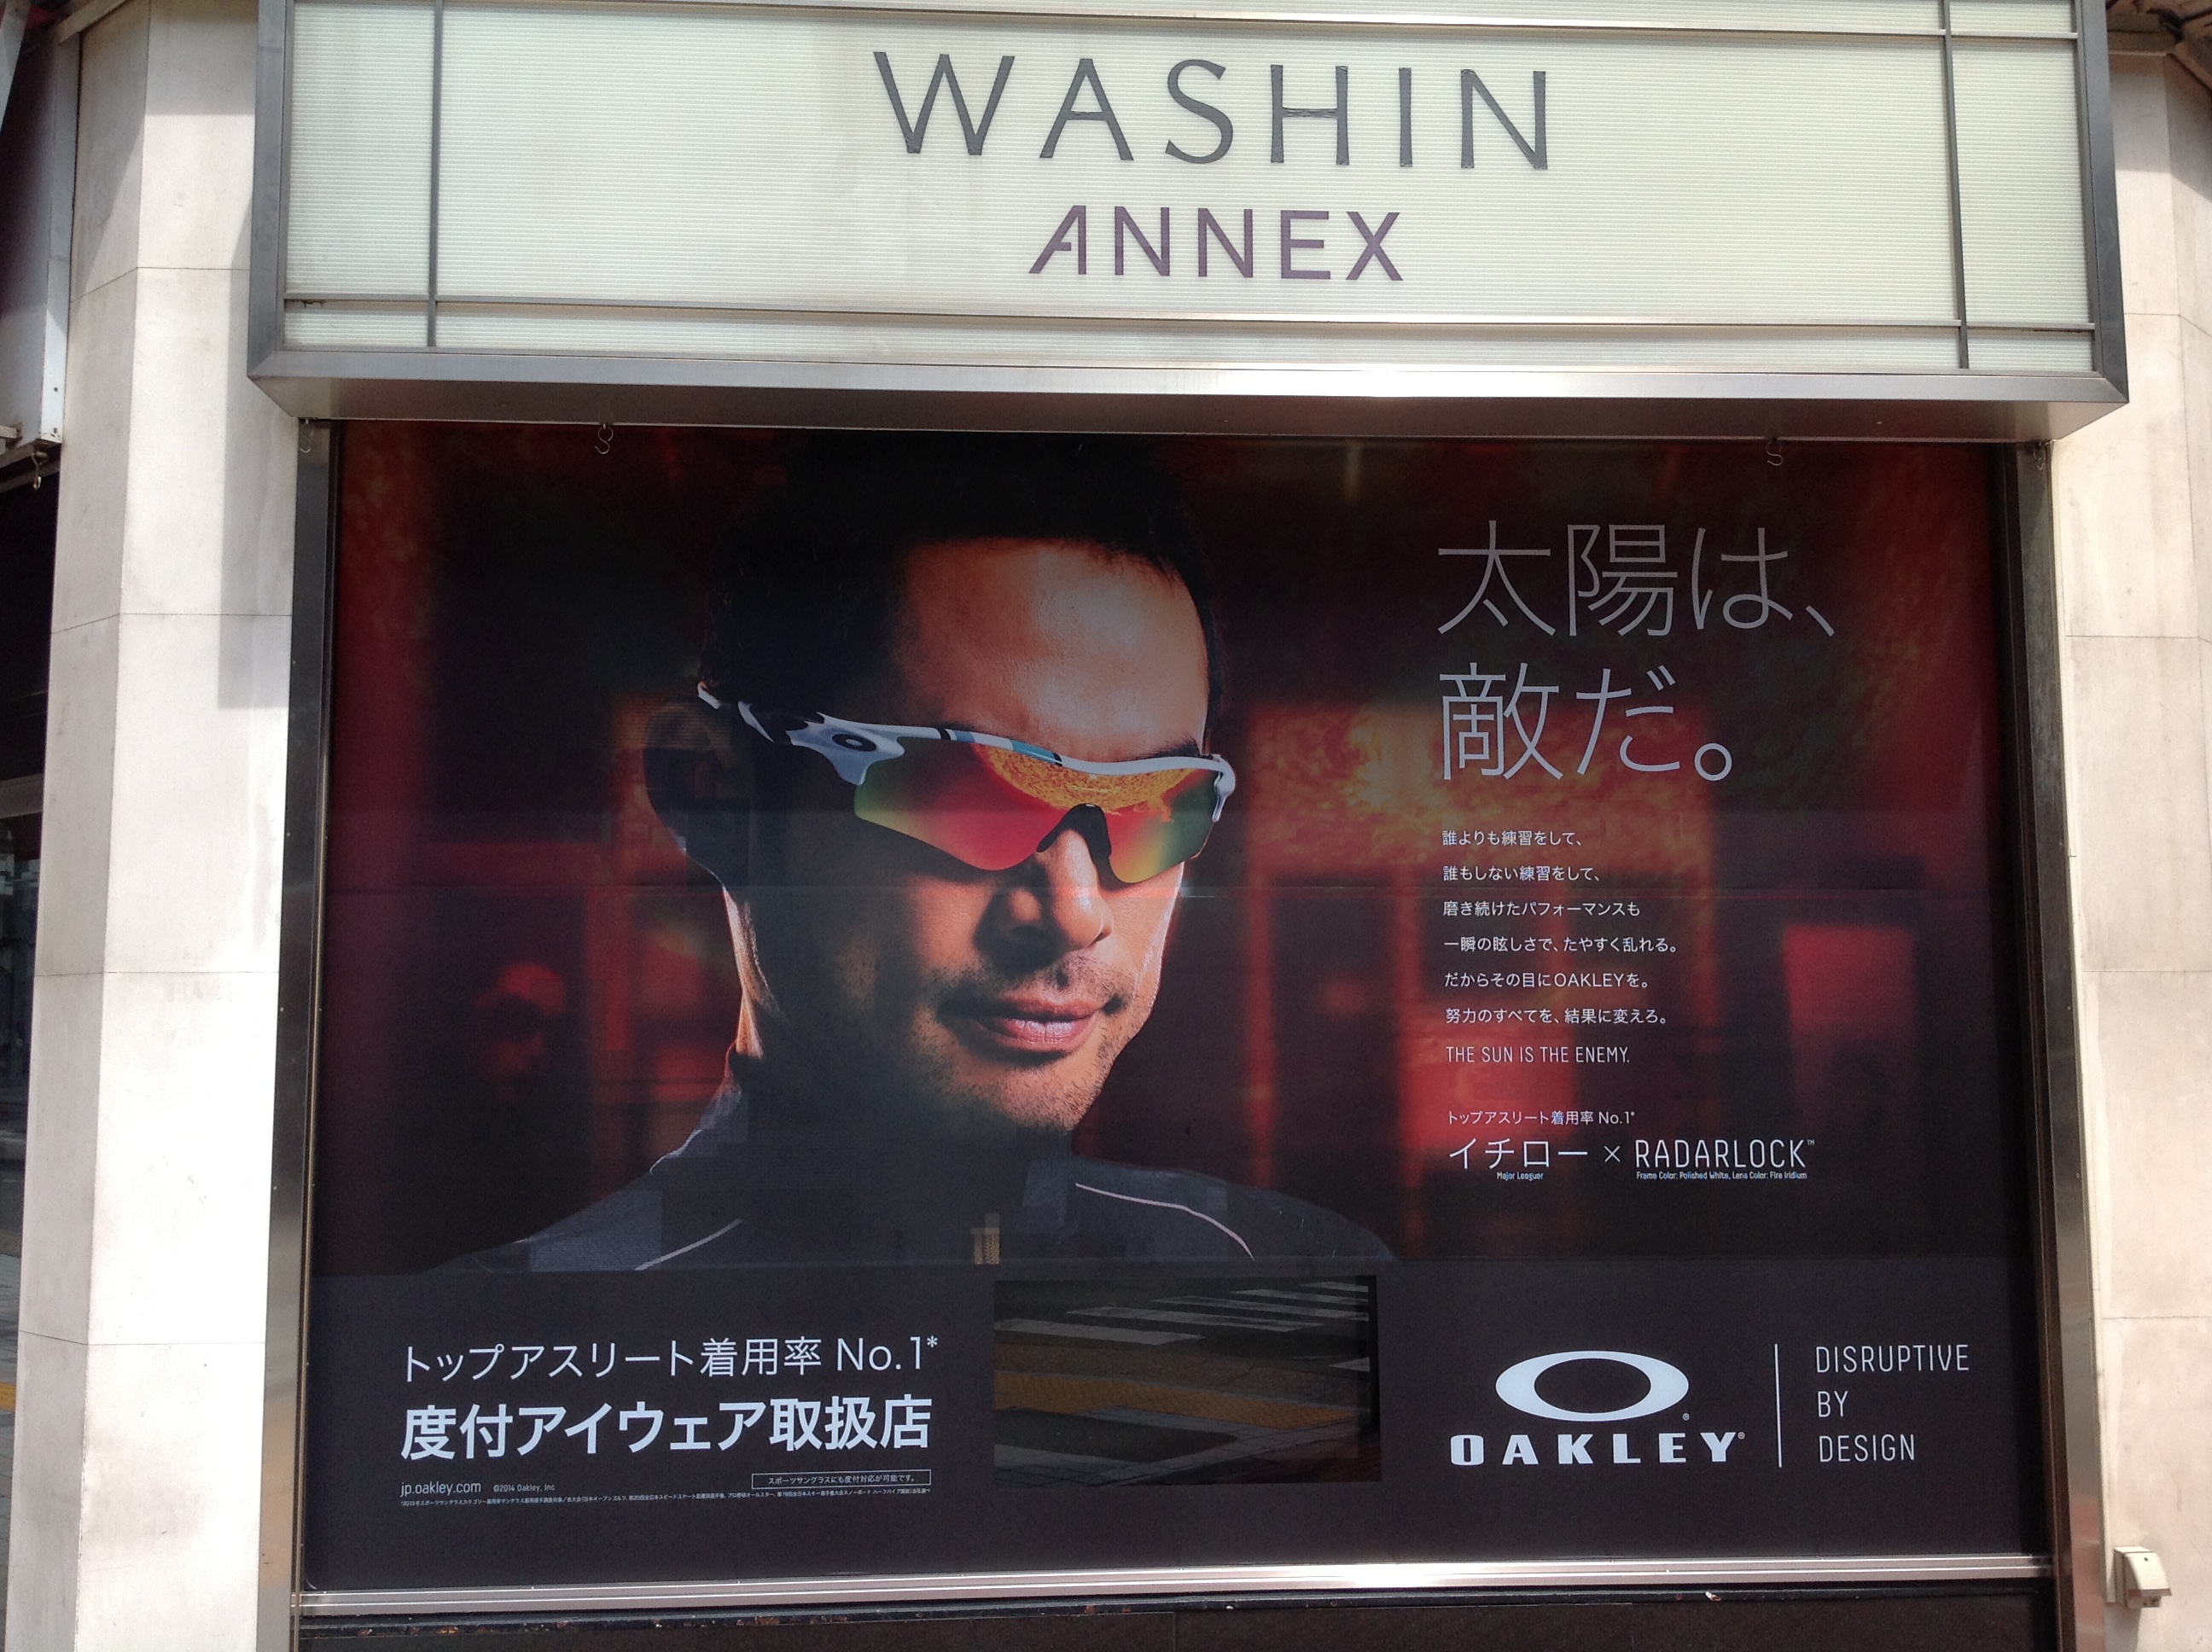 WASHIN
ANNEX
太陽は、
敵だ。
誰よりも練習をして、
誰もしない練習をして、
磨き続けたパフォーマンスも
一瞬の眩しさで、たやすく乱れる。
だからその目にOAKLEYを。
努力のすべてを、結果に変えろ。
THE SUN IS THE ENEMY.
トップアスリート着用率 No.1*
イチロー × RADARLOCK™
Major Leaguer
Frame Color: Polished White, Lens Color: Fire Iridium
トップアスリート着用率 No.1*
度付アイウェア取扱店
jp.oakley.com ©2014 Oakley, Inc
スポーツサングラスにも度付対応が可能です。
OAKLEY®
DISRUPTIVE
BY
DESIGN